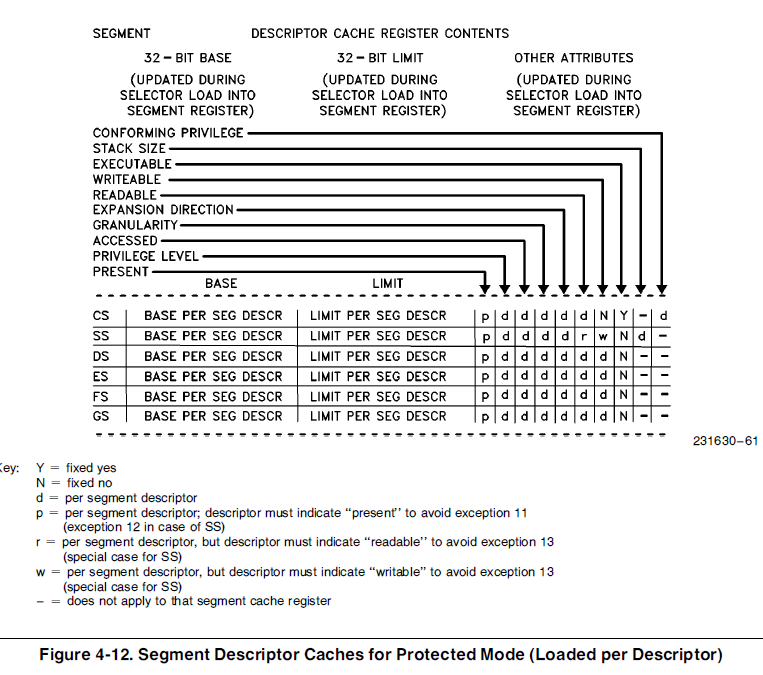 SEGMENT DESCRIPTOR CACHE REGISTER CONTENTS
32-BIT BASE 32-BIT LIMIT OTHER ATTRIBUTES
(UPDATED DURING (UPDATED DURING (UPDATED DURING
SELECTOR LOAD INTO SELECTOR LOAD INTO SELECTOR LOAD INTO
SEGMENT REGISTER) SEGMENT REGISTER) SEGMENT REGISTER)
CONFORMING PRIVILEGE
STACK SIZE
EXECUTABLE
WRITEABLE
READABLE
EXPANSION DIRECTION
GRANULARITY
ACCESSED
PRIVILEGE LEVEL
PRESENT
BASE LIMIT
CS BASE PER SEG DESCR LIMIT PER SEG DESCR p d d d d d N Y - d
SS BASE PER SEG DESCR LIMIT PER SEG DESCR p d d d d r w N d -
DS BASE PER SEG DESCR LIMIT PER SEG DESCR p d d d d d d N - -
ES BASE PER SEG DESCR LIMIT PER SEG DESCR p d d d d d d N - -
FS BASE PER SEG DESCR LIMIT PER SEG DESCR p d d d d d d N - -
GS BASE PER SEG DESCR LIMIT PER SEG DESCR p d d d d d d N - -
231630-61
Key: Y = fixed yes
N = fixed no
d = per segment descriptor
p = per segment descriptor; descriptor must indicate "present" to avoid exception 11
(exception 12 in case of SS)
r = per segment descriptor, but descriptor must indicate "readable" to avoid exception 13
(special case for SS)
w = per segment descriptor, but descriptor must indicate "writable" to avoid exception 13
(special case for SS)
- = does not apply to that segment cache register
Figure 4-12. Segment Descriptor Caches for Protected Mode (Loaded per Descriptor)